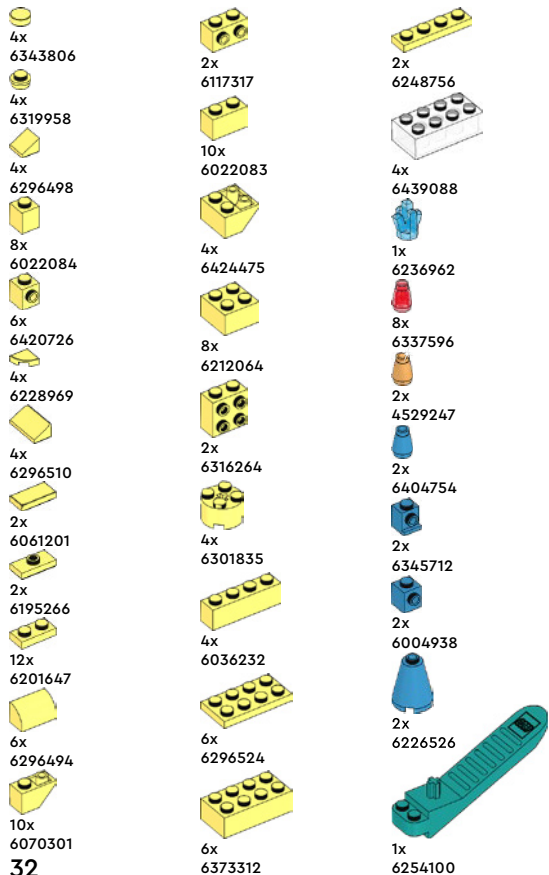 4x
6343806
4x
6319958
4x
6296498
8x
6022084
6x
6420726
4x
6228969
4x
6296510
2x
6061201
2x
6195266
12x
6201647
6x
6296494
10x
6070301
32
2x
6117317
10x
6022083
4x
6424475
8x
6212064
2x
6316264
4x
6301835
4x
6036232
6x
6296524
6x
6373312
2x
6248756
4x
6439088
1x
6236962
8x
6337596
2x
4529247
2x
6404754
2x
6345712
2x
6004938
2x
6226526
1x
6254100